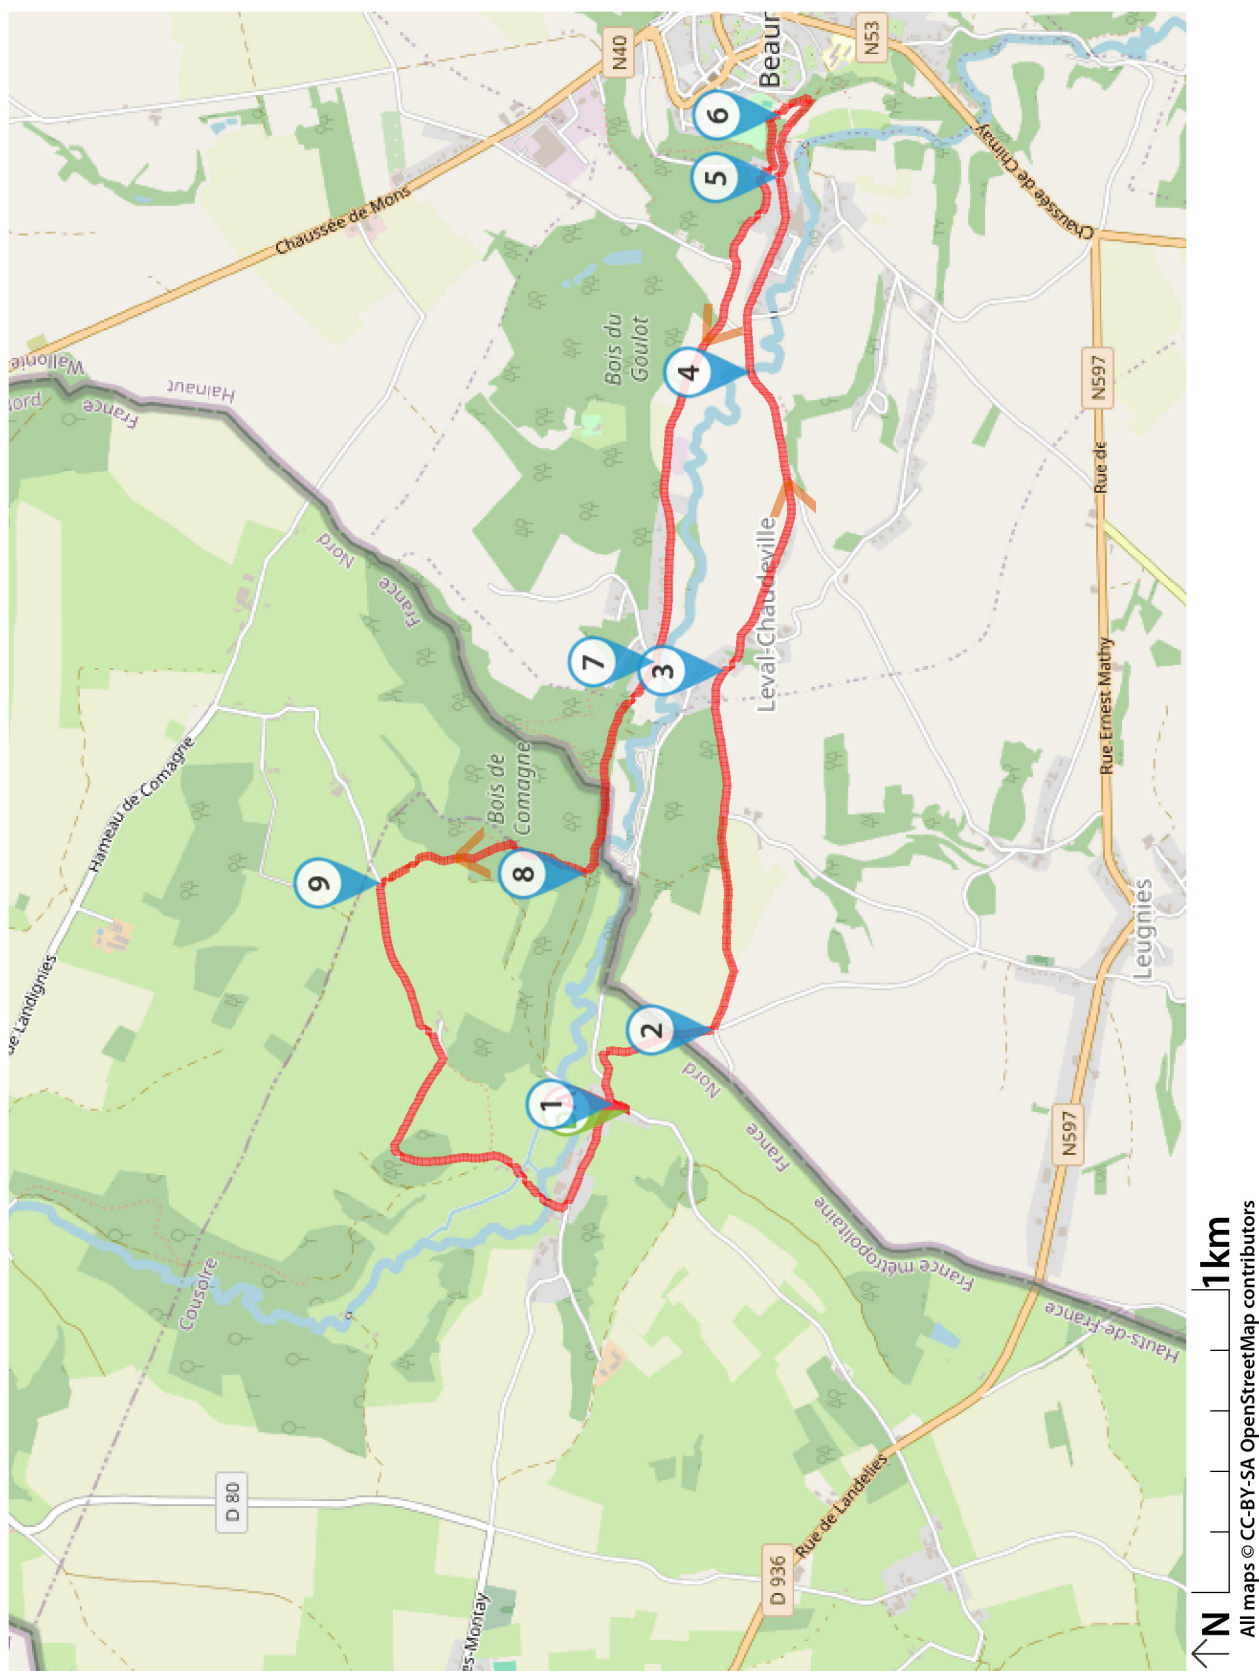 N40
N53
Beaur
6
5
Chaussée de Mons
Chaussée de Chimay
Wallonie
Hainaut
Nord
France
Bois du
Goulot
4
N597
Rue de
Nord
France
Leval-Chaudeville
7
3
Rue Ernest Mathy
Hameau de Comagne
Bois de
Comagne
9
8
de Landignies
Leugnies
2
1
Nord
France
N597
France métropolitaine
Hauts-de-France
Cousolre
D 80
Rue de Landelies
D 936
es-Montay
N
1km
All maps © CC-BY-SA OpenStreetMap contributors